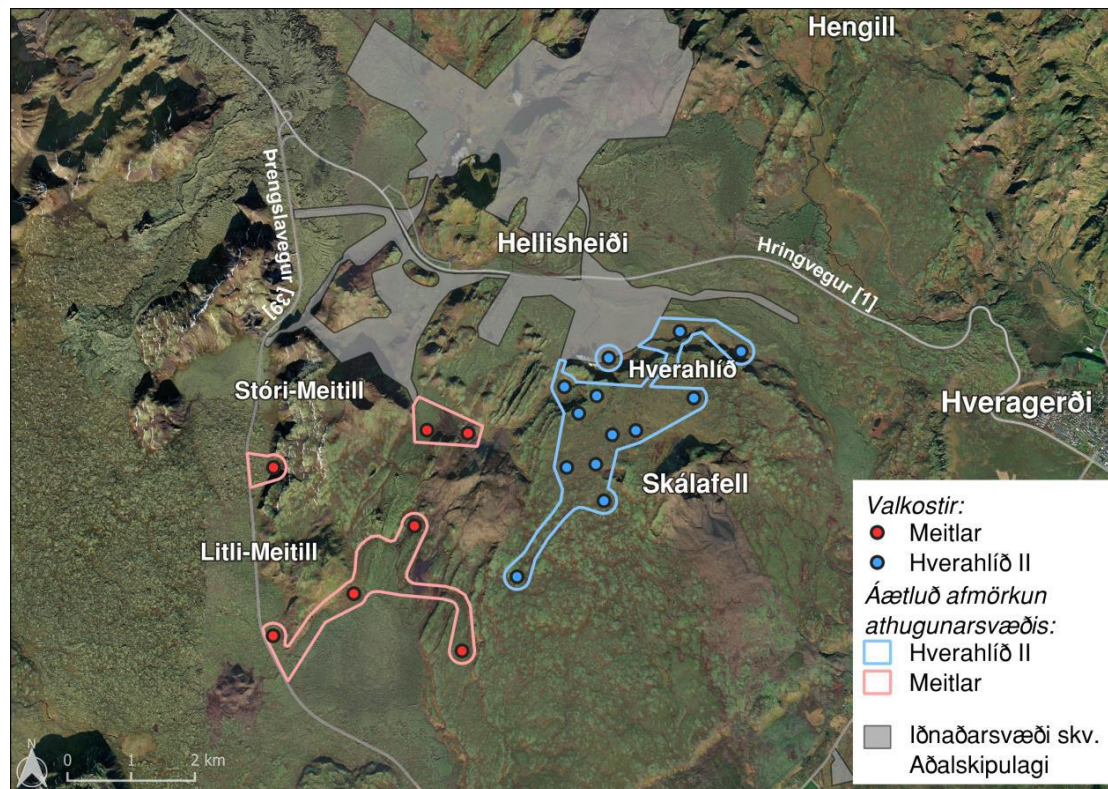 Hengill
Þrengslavegur [39]
Hellisheiði
Hringvegur [1]
Hverahlíð
Stóri-Meitill
Hveragerði
Skálafell
Litli-Meitill
Valkostir:
Meitlar
Hverahlíð II
Áætluð afmörkun
athugunarsvæðis:
Hverahlíð II
Meitlar
Iðnaðarsvæði skv.
Aðalskipulagi
N
0 1 2 km